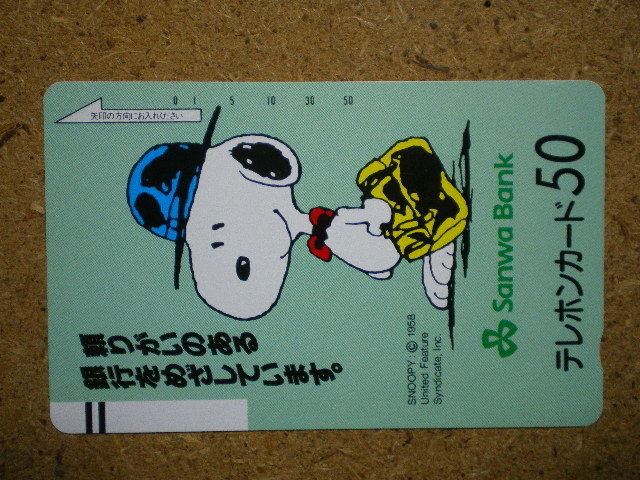 矢印の方向にお入れ下さい
0 1 5 10 30 50
頼りがいのある
銀行をめざしています。
SNOOPY: © 1958
United Feature
Syndicate, Inc.
Sanwa Bank
テレホンカード50